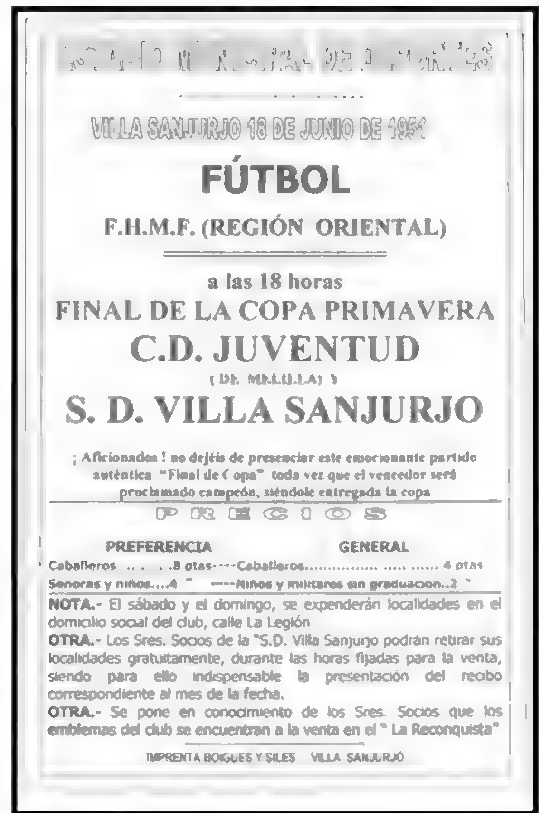 VILLA SANJURJO 18 DE JUNIO DE 1951
FÚTBOL
F.H.M.F. (REGIÓN ORIENTAL)
a las 18 horas
FINAL DE LA COPA PRIMAVERA
C.D. JUVENTUD
( DE MELILLA) Y
S. D. VILLA SANJURJO
¡ Aficionados ! no dejéis de presenciar este emocionante partido
auténtica "Final de Copa" toda vez que el vencedor será
proclamado campeón, siéndole entregada la copa
PRECIOS
PREFERENCIA GENERAL
Caballeros ... . ..8 ptas----Caballeros........................ 4 ptas
Senoras y niños....4 " ----Niños y militares sin graduacion..2 "
NOTA.- El sábado y el domingo, se expenderán localidades en el
domicilio social del club, calle La Legión
OTRA.- Los Sres. Socios de la "S.D. Villa Sanjurjo podrán retirar sus
localidades gratuitamente, durante las horas fijadas para la venta,
siendo para ello indispensable la presentación del recibo
correspondiente al mes de la fecha.
OTRA.- Se pone en conocimiento de los Sres. Socios que los
emblemas del club se encuentran a la venta en el " La Reconquista"
IMPRENTA BOIGUES Y SILES VILLA SANJURJO